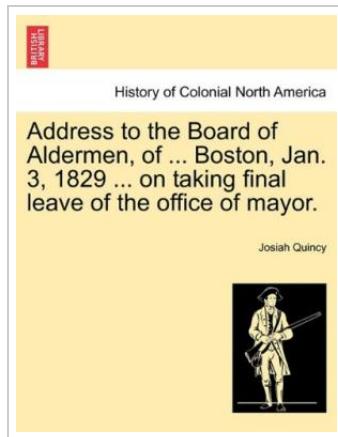 BRITISH
LIBRARY
History of Colonial North America
Address to the Board of
Aldermen, of ... Boston, Jan.
3, 1829 ... on taking final
leave of the office of mayor.
Josiah Quincy